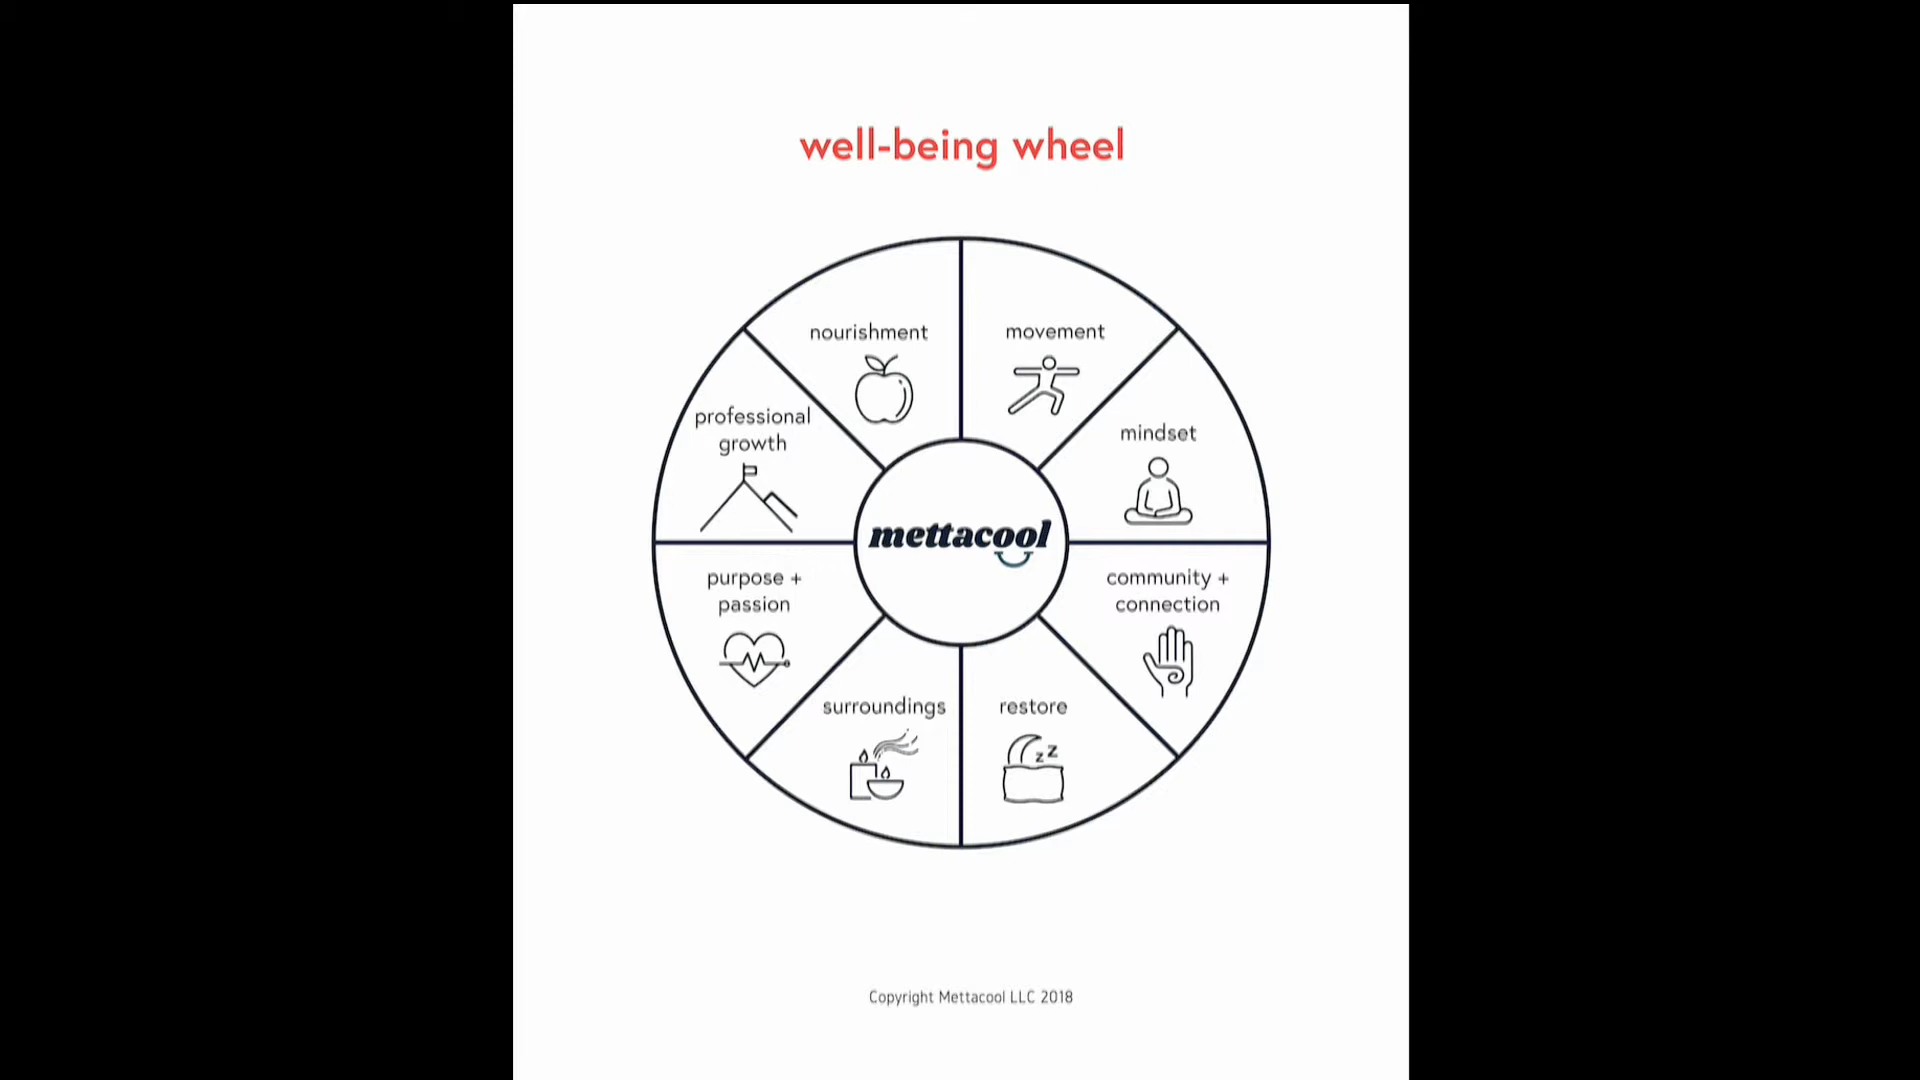 well-being wheel
nourishment
movement
professional
growth
mindset
mettacool
purpose +
passion
community +
connection
surroundings
restore
z z
Copyright Mettacool LLC 2018